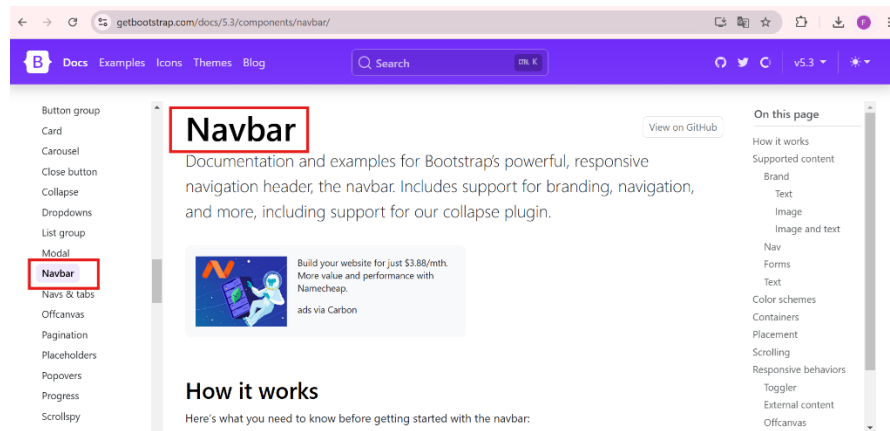 getbootstrap.com/docs/5.3/components/navbar/
B Docs Examples Icons Themes Blog
Search
v5.3
Button group
Card
Carousel
Close button
Collapse
Dropdowns
List group
Modal
Navbar
Navs & tabs
Offcanvas
Pagination
Placeholders
Popovers
Progress
Scrollspy
Navbar
View on GitHub
Documentation and examples for Bootstrap's powerful, responsive
navigation header, the navbar. Includes support for branding, navigation,
and more, including support for our collapse plugin.
Build your website for just $3.88/mth.
More value and performance with
Namecheap.
ads via Carbon
How it works
Here's what you need to know before getting started with the navbar:
On this page
How it works
Supported content
Brand
Text
Image
Image and text
Nav
Forms
Text
Color schemes
Containers
Placement
Scrolling
Responsive behaviors
Toggler
External content
Offcanvas